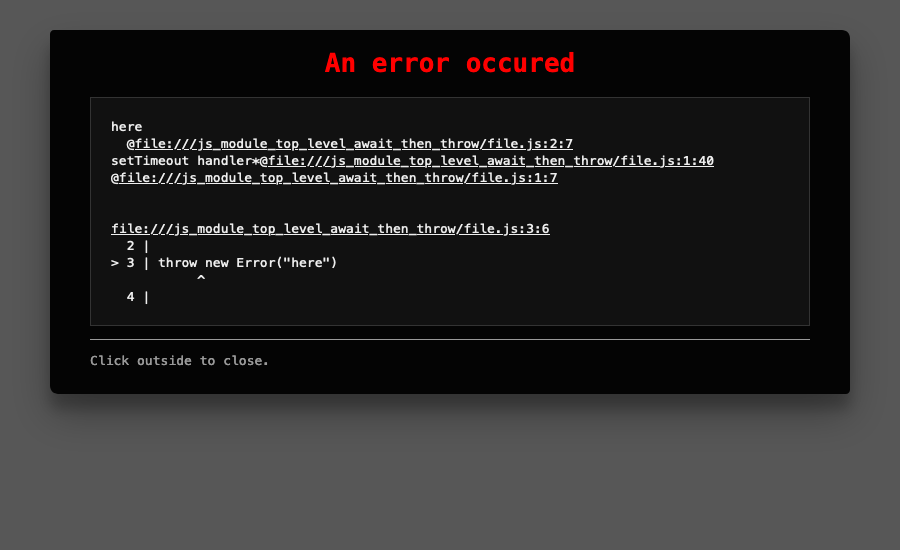 An error occured
here
  @file:///js_module_top_level_await_then_throw/file.js:2:7
setTimeout handler*@file:///js_module_top_level_await_then_throw/file.js:1:40
@file:///js_module_top_level_await_then_throw/file.js:1:7
file:///js_module_top_level_await_then_throw/file.js:3:6
  2 |
> 3 | throw new Error("here")
           ^
  4 |
Click outside to close.